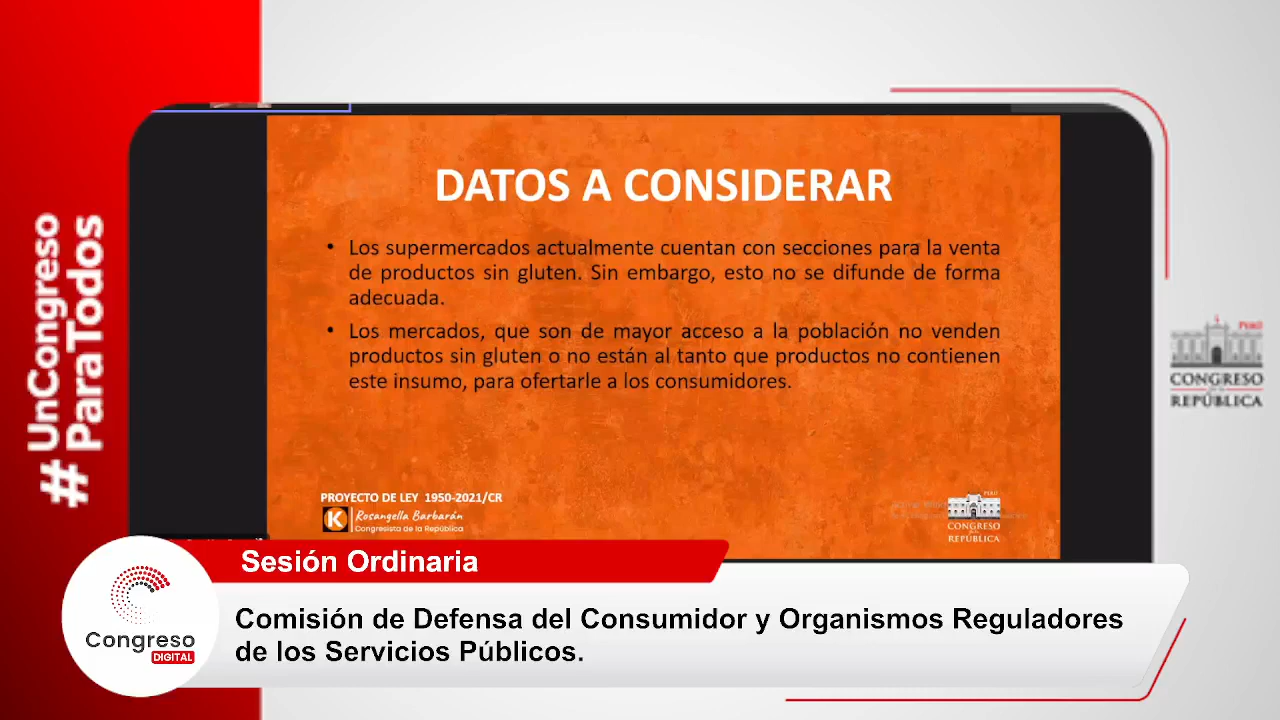 #UnCongreso
ParaTodos
DATOS A CONSIDERAR
• Los supermercados actualmente cuentan con secciones para la venta
de productos sin gluten. Sin embargo, esto no se difunde de forma
adecuada.
• Los mercados, que son de mayor acceso a la población no venden
productos sin gluten o no están al tanto que productos no contienen
este insumo, para ofertarle a los consumidores.
PROYECTO DE LEY 1950-2021/CR
K
Rosangella Barbarán
Congresista de la República
PERÚ
CONGRESO
de la
REPÚBLICA
PERÚ
CONGRESO
de la
REPÚBLICA
Sesión Ordinaria
Comisión de Defensa del Consumidor y Organismos Reguladores
de los Servicios Públicos.
Congreso
DIGITAL